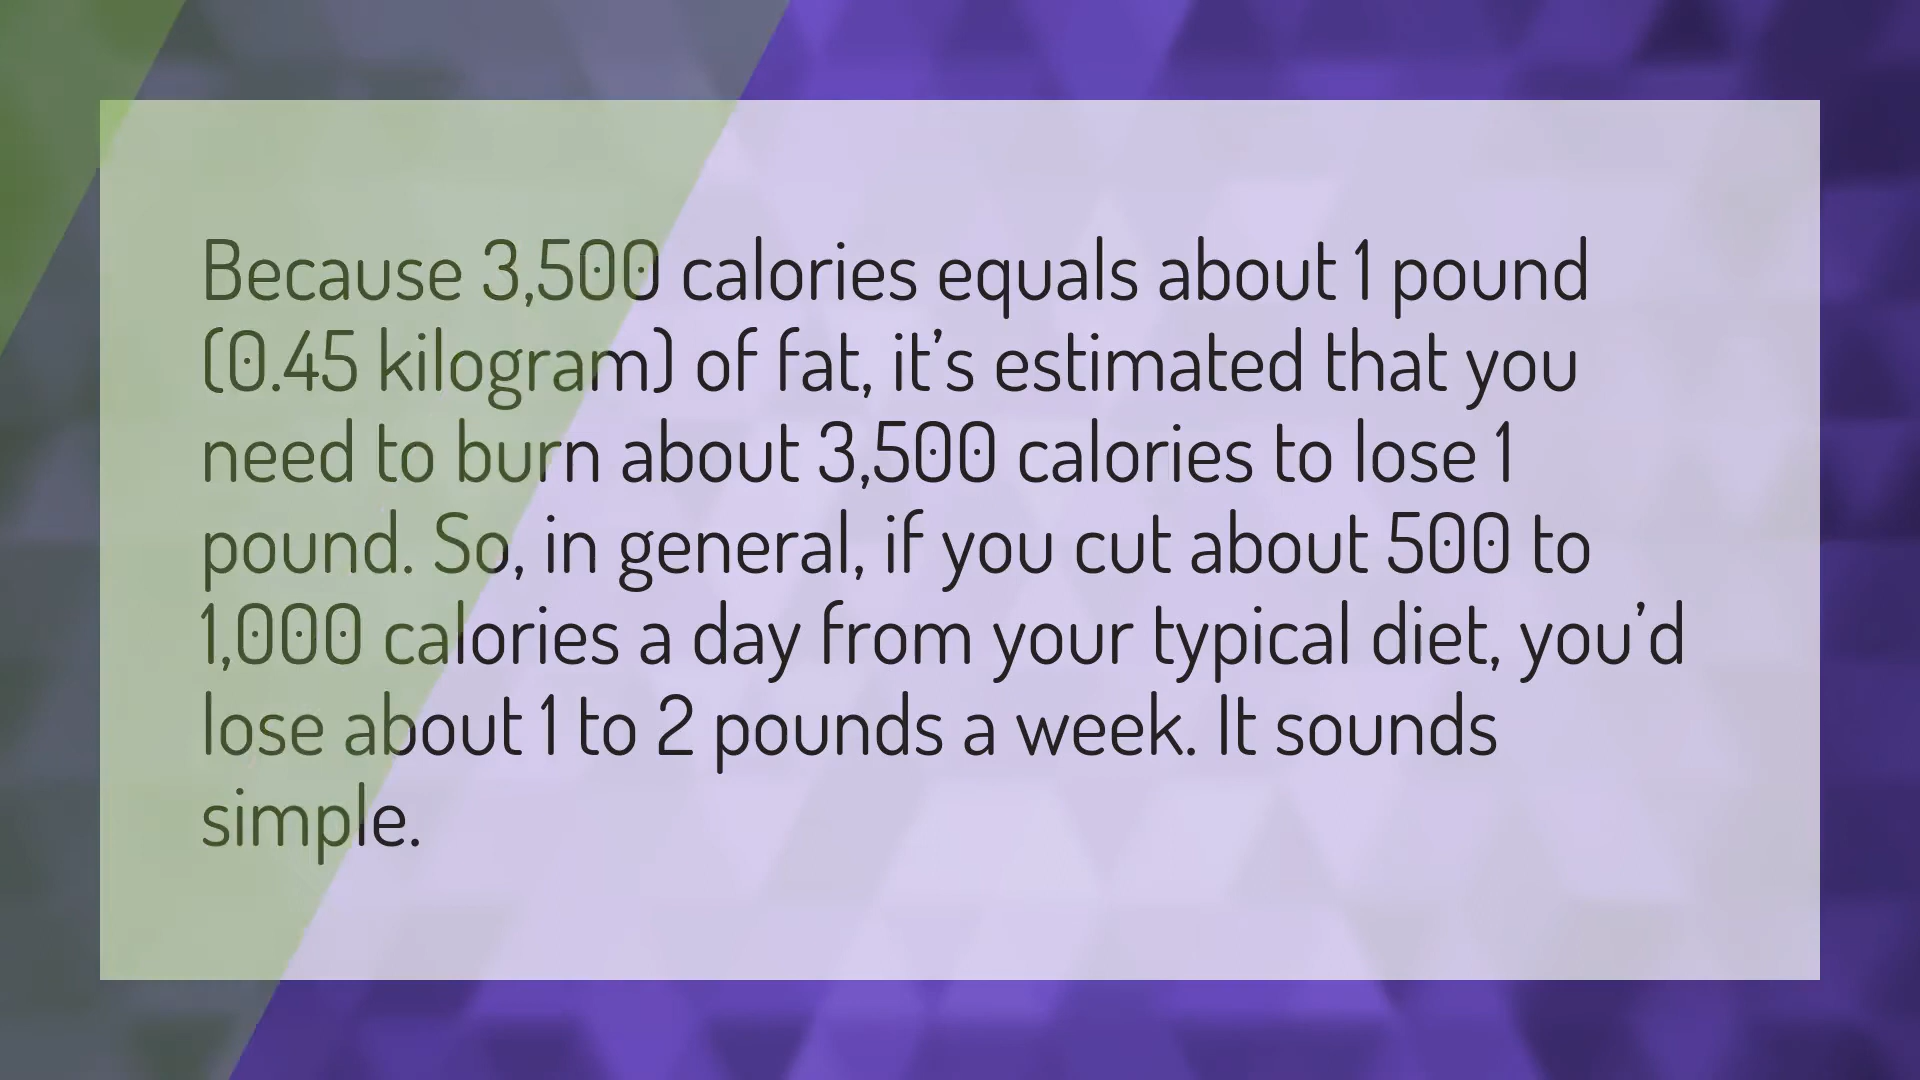 Because 3,500 calories equals about 1 pound
(0.45 kilogram) of fat, it’s estimated that you
need to burn about 3,500 calories to lose 1
pound. So, in general, if you cut about 500 to
1,000 calories a day from your typical diet, you’d
lose about 1 to 2 pounds a week. It sounds
simple.